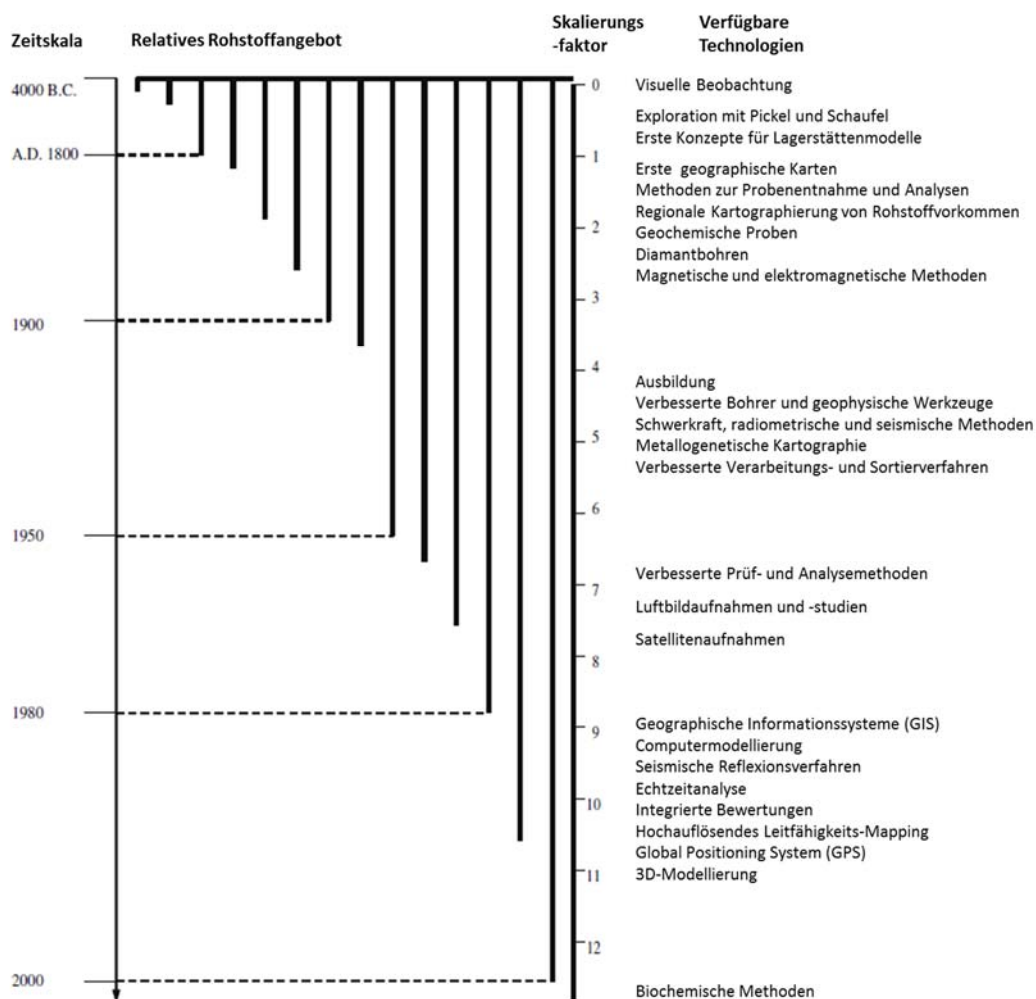 Zeitskala
Relatives Rohstoffangebot
Skalierungs
-faktor
Verfügbare
Technologien
4000 B.C.
A.D. 1800
1900
1950
1980
2000
0
1
2
3
4
5
6
7
8
9
10
11
12
Visuelle Beobachtung
Exploration mit Pickel und Schaufel
Erste Konzepte für Lagerstättenmodelle
Erste geographische Karten
Methoden zur Probenentnahme und Analysen
Regionale Kartographierung von Rohstoffvorkommen
Geochemische Proben
Diamantbohren
Magnetische und elektromagnetische Methoden
Ausbildung
Verbesserte Bohrer und geophysische Werkzeuge
Schwerkraft, radiometrische und seismische Methoden
Metallogenetische Kartographie
Verbesserte Verarbeitungs- und Sortierverfahren
Verbesserte Prüf- und Analysemethoden
Luftbildaufnahmen und -studien
Satellitenaufnahmen
Geographische Informationssysteme (GIS)
Computermodellierung
Seismische Reflexionsverfahren
Echtzeitanalyse
Integrierte Bewertungen
Hochauflösendes Leitfähigkeits-Mapping
Global Positioning System (GPS)
3D-Modellierung
Biochemische Methoden